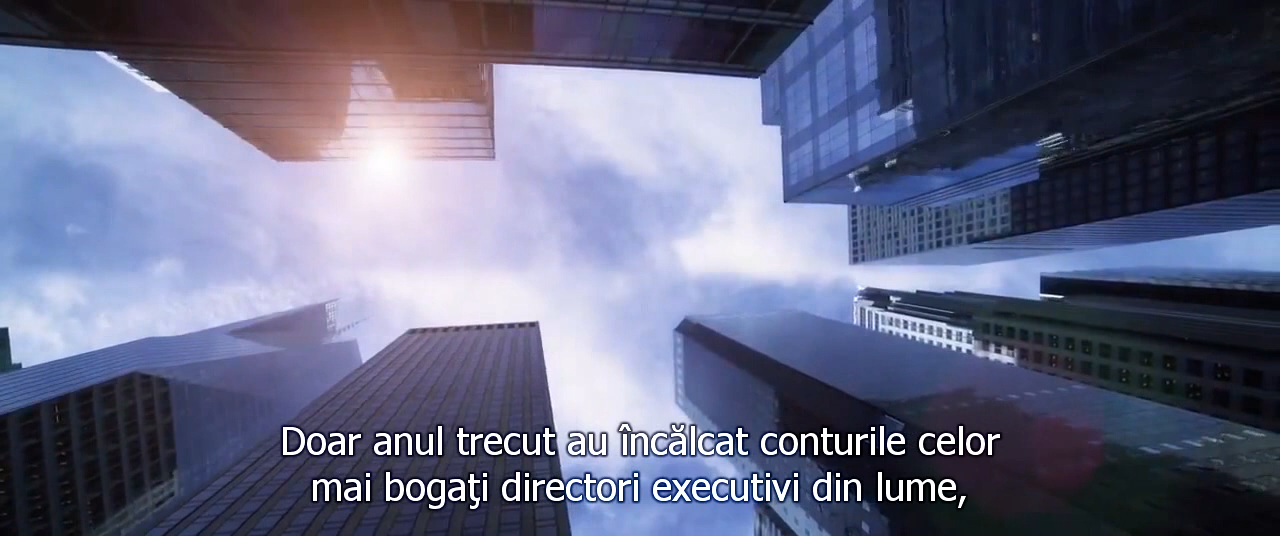 Doar anul trecut au încălcat conturile celor
mai bogaţi directori executivi din lume,